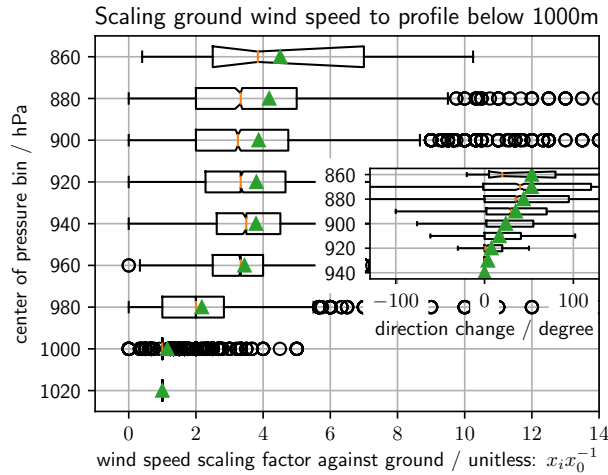 Scaling ground wind speed to profile below 1000m
center of pressure bin / hPa
860
880
900
920
940
960
980
1000
1020
0 2 4 6 8 10 12 14
wind speed scaling factor against ground / unitless: x_i x_0^{-1}
860
880
900
920
940
−100 0 100
direction change / degree